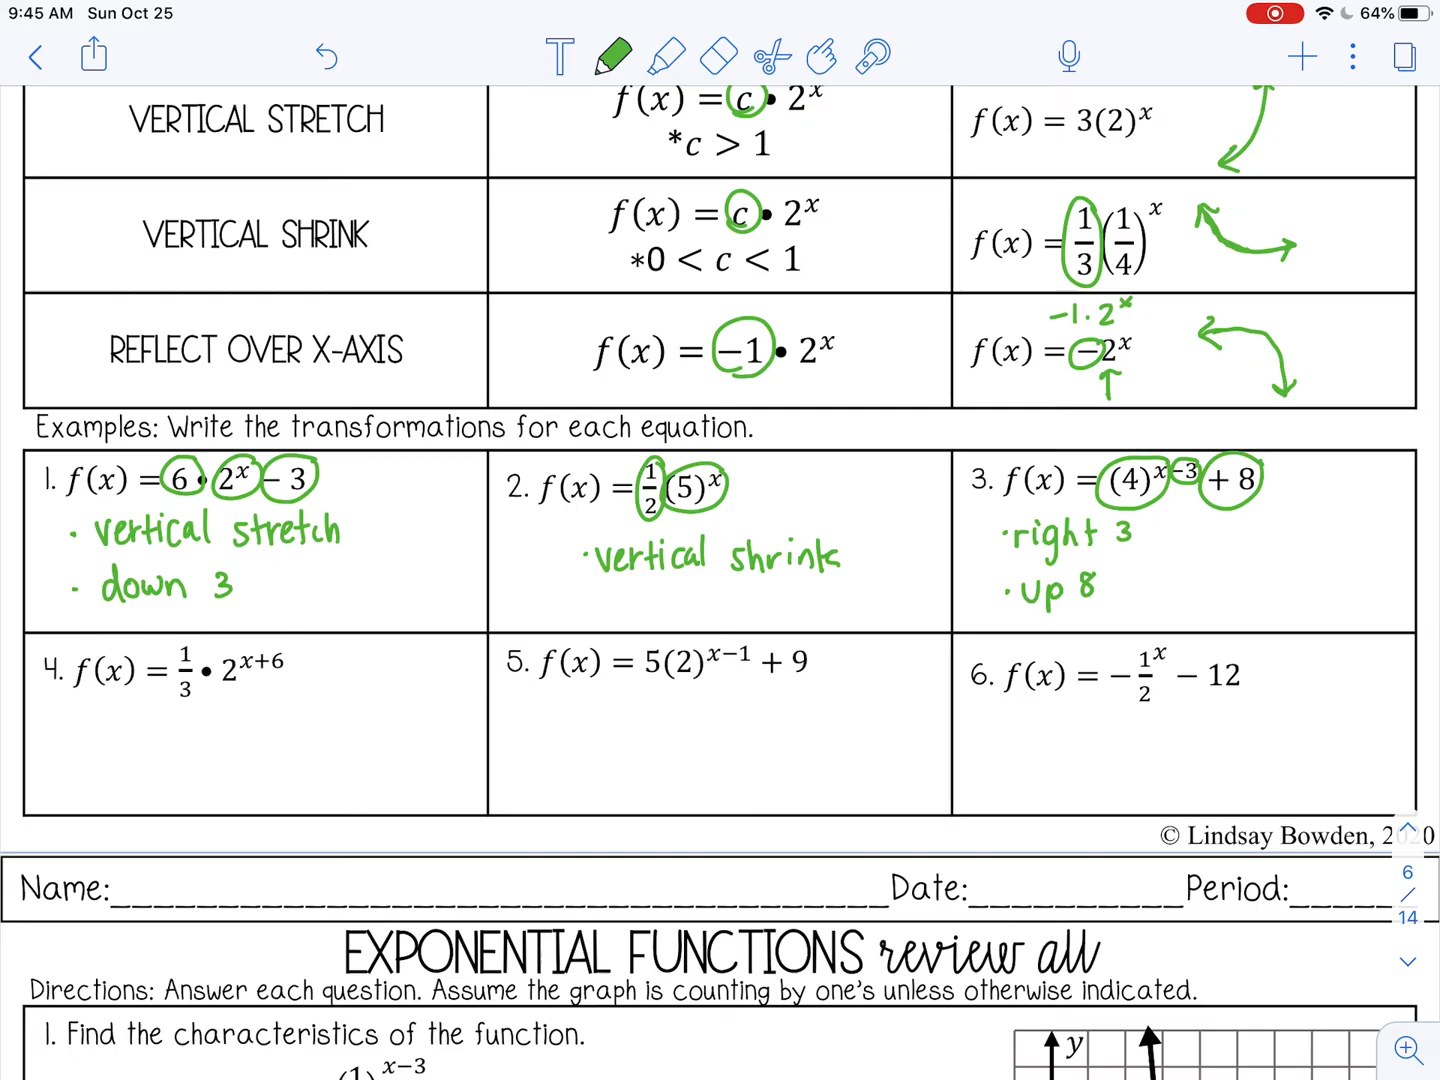 9:45 AM Sun Oct 25 64%
VERTICAL STRETCH
f(x) = c • 2^x
*c > 1
f(x) = 3(2)^x
VERTICAL SHRINK
f(x) = c • 2^x
*0 < c < 1
f(x) = 1/3 (1/4)^x
REFLECT OVER X-AXIS
f(x) = −1 • 2^x
-1 · 2^x
f(x) = −2^x
Examples: Write the transformations for each equation.
1. f(x) = 6 • 2^x − 3
· vertical stretch
· down 3
2. f(x) = 1/2 (5)^x
· vertical shrink
3. f(x) = (4)^x−3 + 8
· right 3
· up 8
4. f(x) = 1/3 • 2^x+6
5. f(x) = 5(2)^x−1 + 9
6. f(x) = − 1/2^x − 12
© Lindsay Bowden, 2020
6
/
14
Name:__________ Date:__________ Period:_____
EXPONENTIAL FUNCTIONS review all
Directions: Answer each question. Assume the graph is counting by one's unless otherwise indicated.
1. Find the characteristics of the function.
y